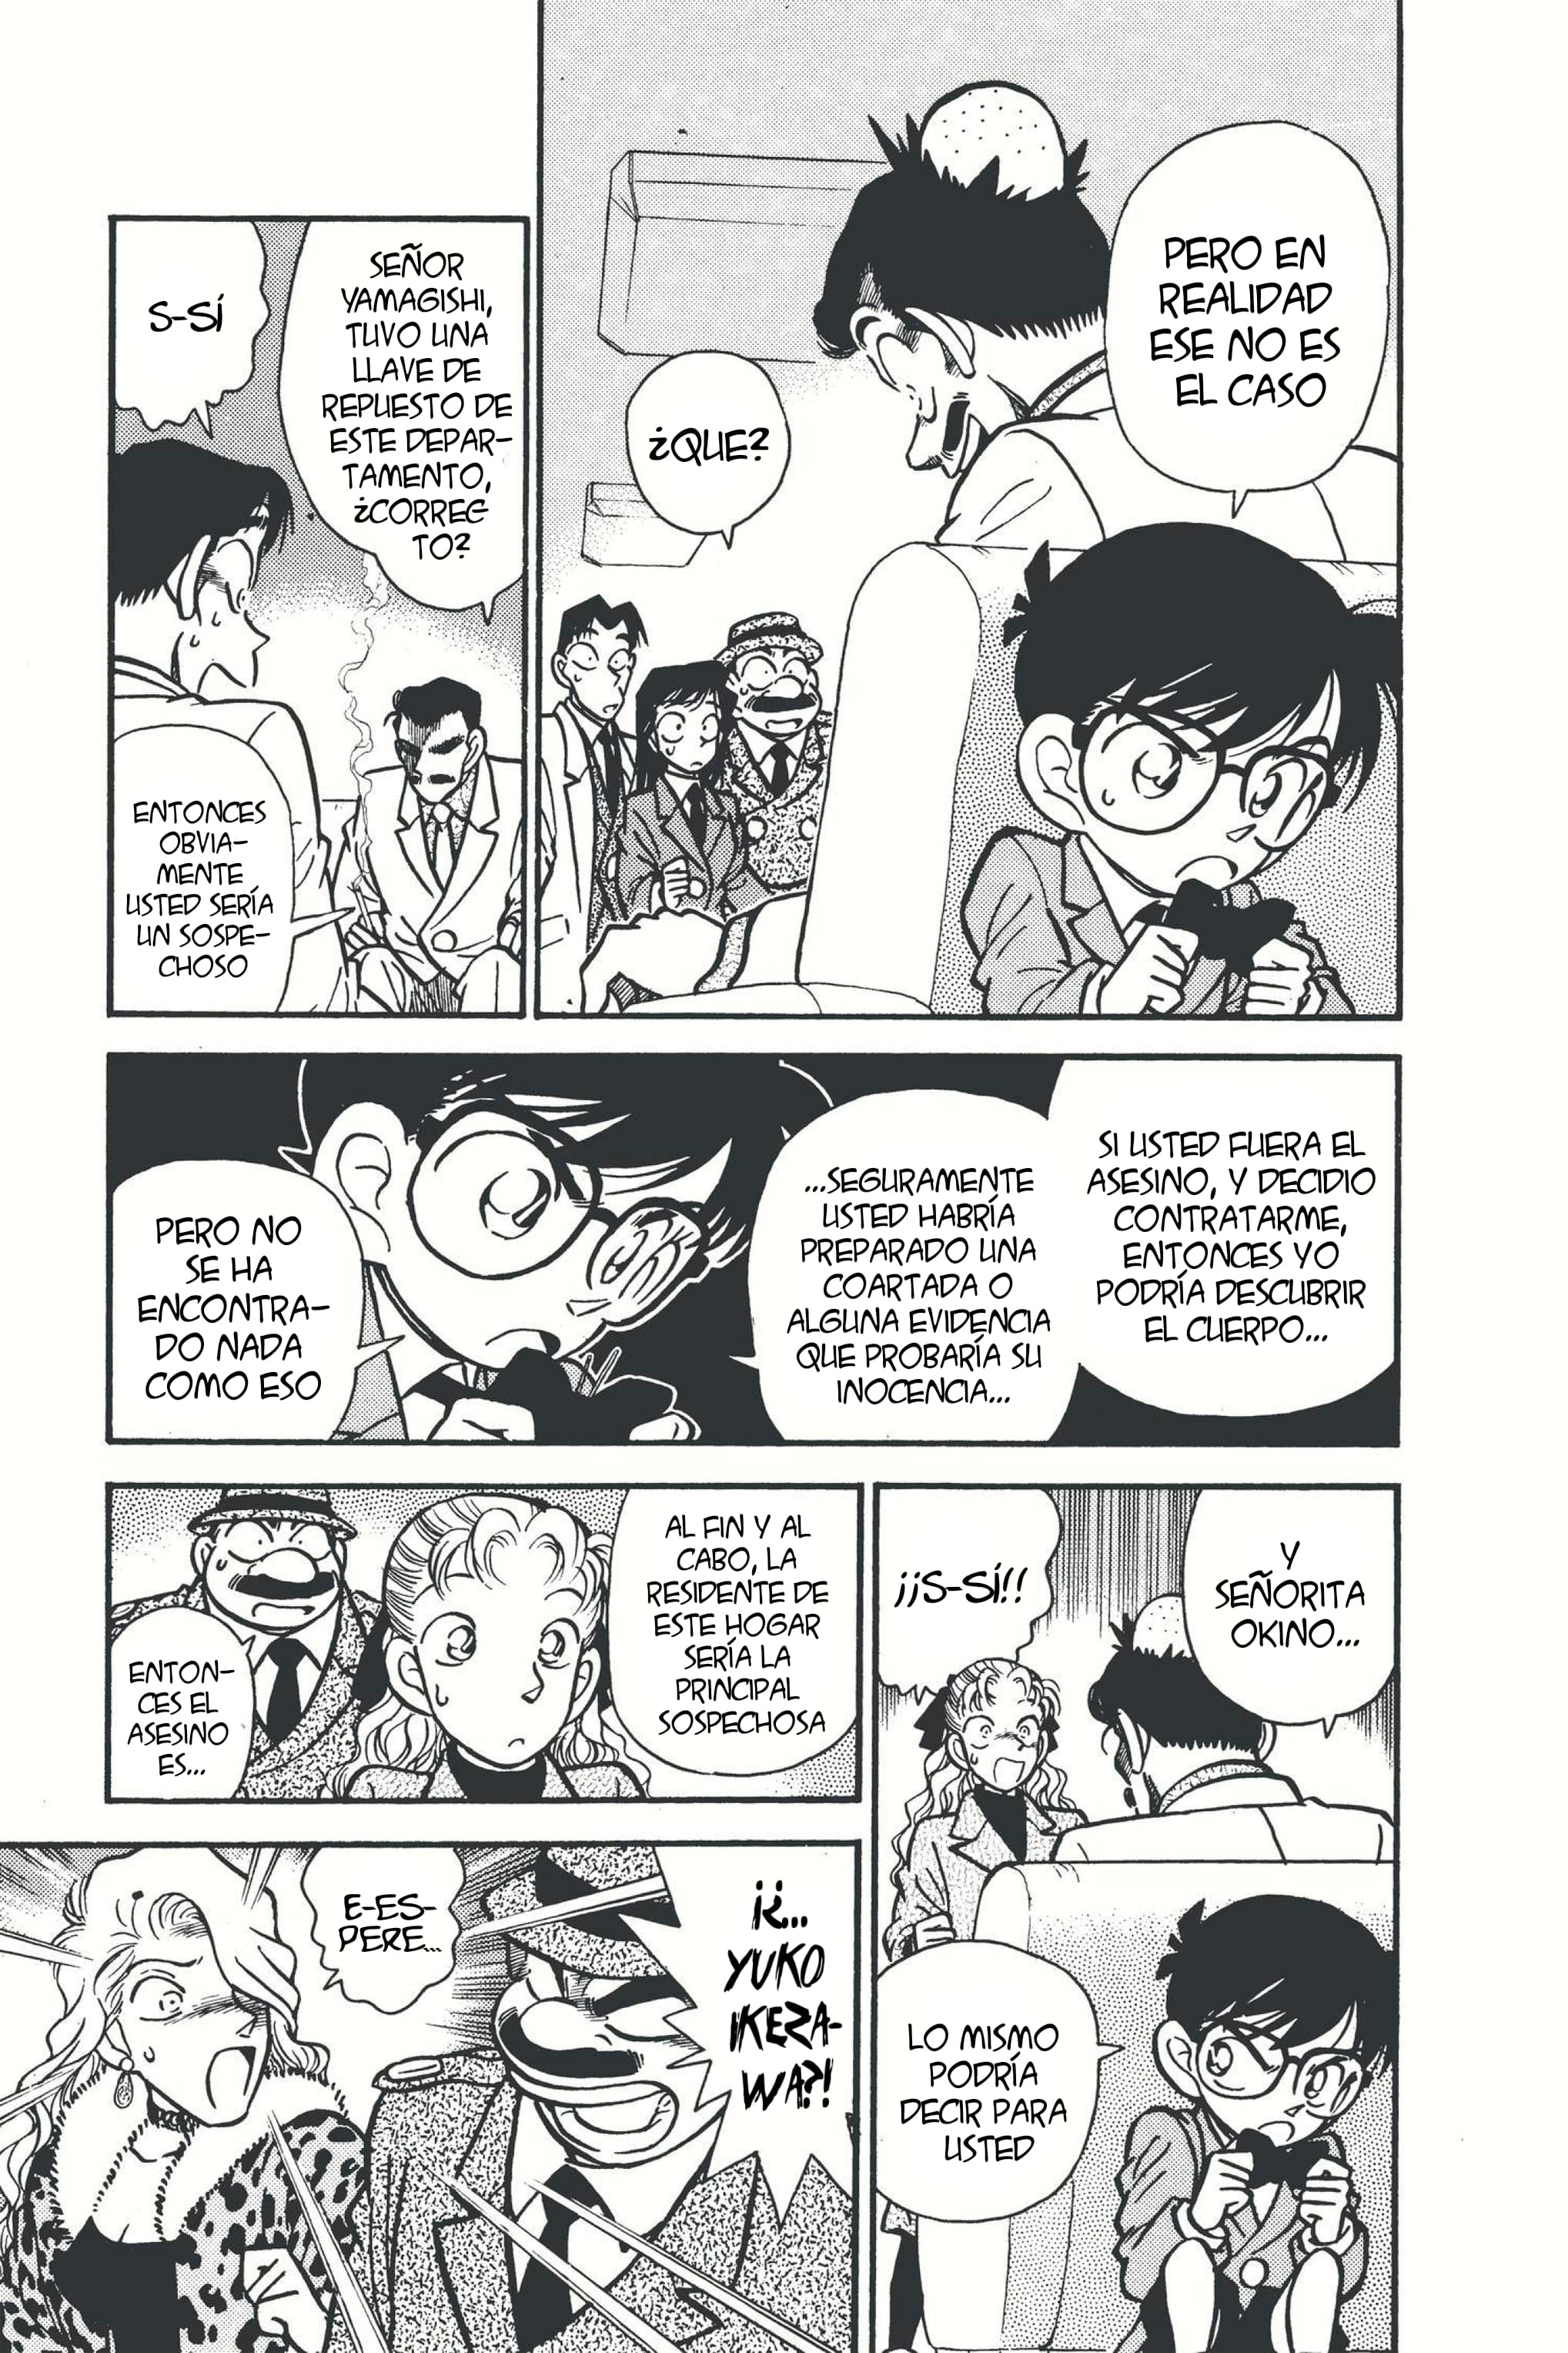 PERO EN
REALIDAD
ESE NO ES
EL CASO
¿QUE?
SEÑOR
YAMAGISHI,
TUVO UNA
LLAVE DE
REPUESTO DE
ESTE DEPAR-
TAMENTO,
¿CORREC-
TO?
S-SÍ
ENTONCES
OBVIA-
MENTE
USTED SERÍA
UN SOSPE-
CHOSO
SI USTED FUERA EL
ASESINO, Y DECIDIO
CONTRATARME,
ENTONCES YO
PODRÍA DESCUBRIR
EL CUERPO...
...SEGURAMENTE
USTED HABRÍA
PREPARADO UNA
COARTADA O
ALGUNA EVIDENCIA
QUE PROBARÍA SU
INOCENCIA...
PERO NO
SE HA
ENCONTRA-
DO NADA
COMO ESO
Y
SEÑORITA
OKINO...
¡¡S-SÍ!!
LO MISMO
PODRÍA
DECIR PARA
USTED
AL FIN Y AL
CABO, LA
RESIDENTE DE
ESTE HOGAR
SERÍA LA
PRINCIPAL
SOSPECHOSA
ENTON-
CES EL
ASESINO
ES...
¡¿...
YUKO
IKEZA-
WA?!
E-ES-
PERE...